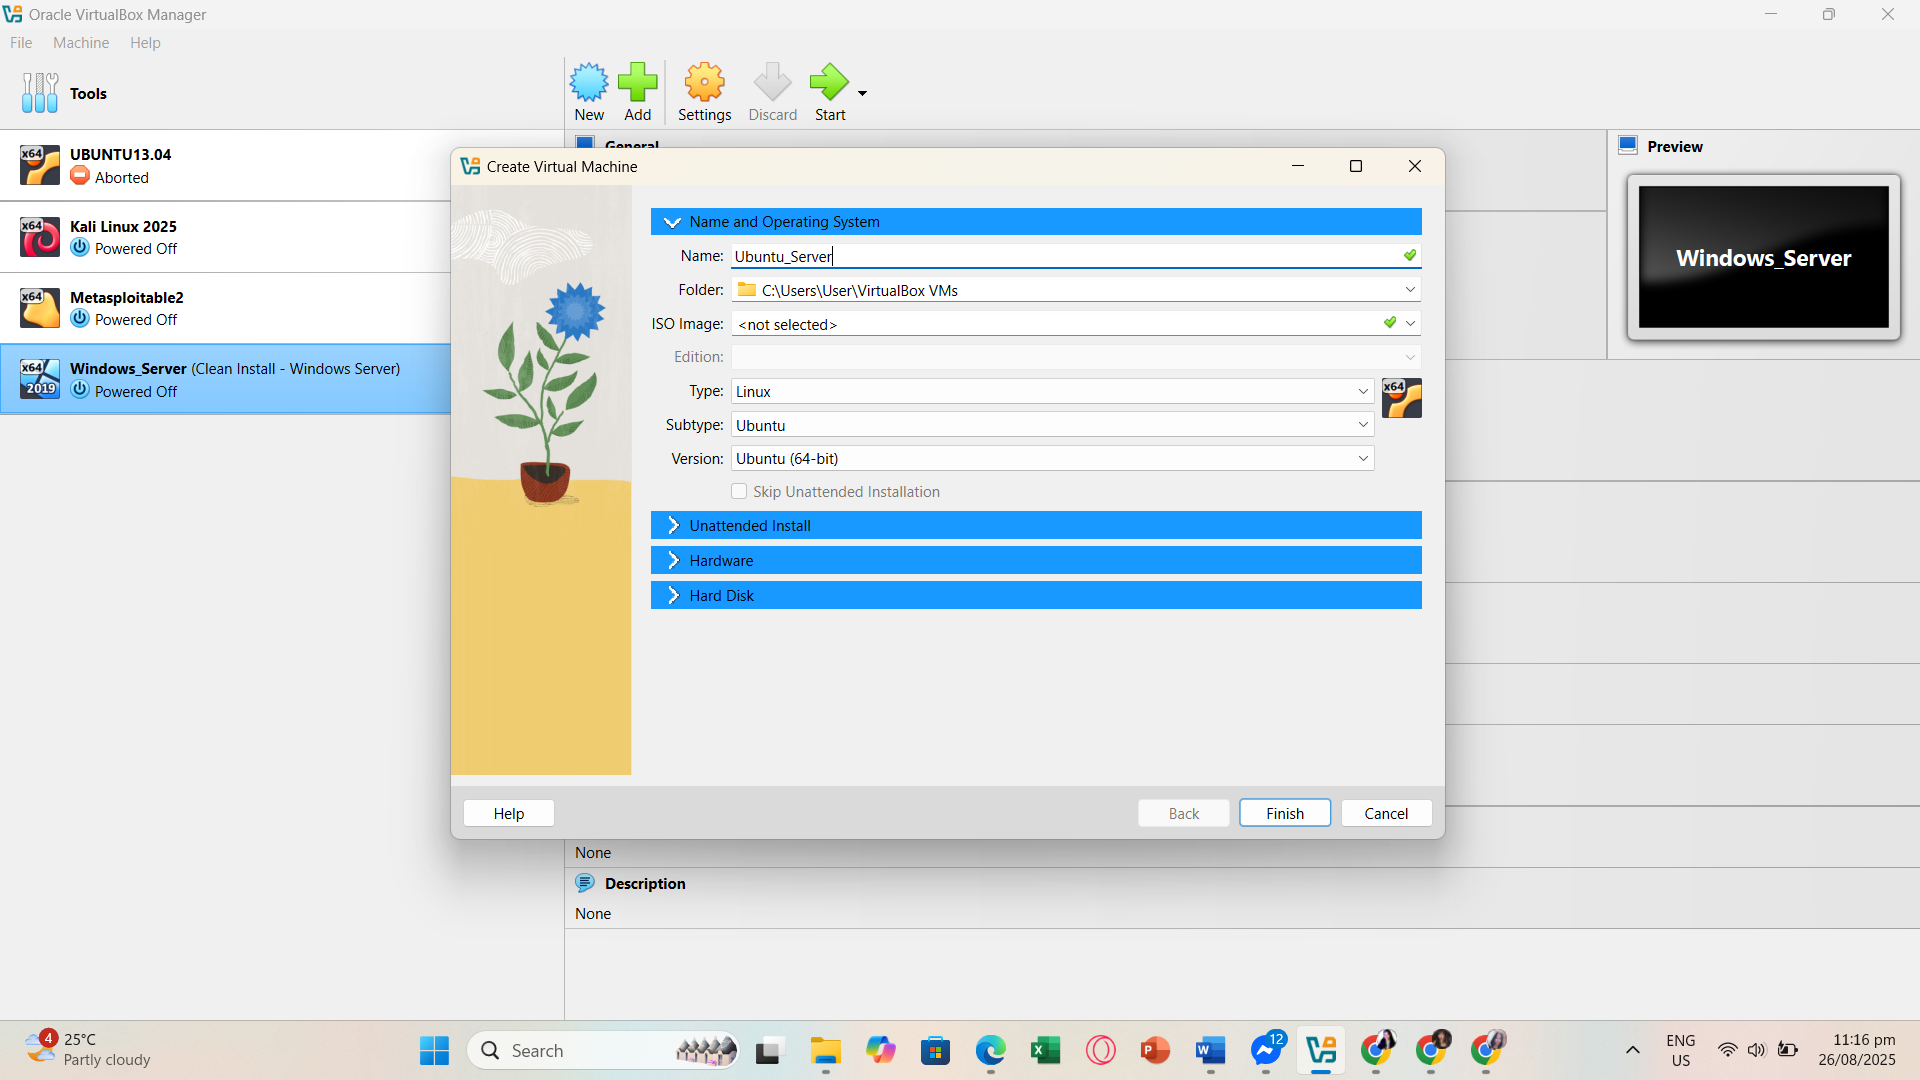 Oracle VirtualBox Manager
File Machine Help
Tools
New Add Settings Discard Start
UBUNTU13.04
Aborted
Kali Linux 2025
Powered Off
Metasploitable2
Powered Off
Windows_Server (Clean Install - Windows Server)
Powered Off
x64
x64
x64
x64
2019
General
Preview
Windows_Server
Create Virtual Machine
Name and Operating System
Name: Ubuntu_Server
Folder: C:\Users\User\VirtualBox VMs
ISO Image: <not selected>
Edition:
Type: Linux
x64
Subtype: Ubuntu
Version: Ubuntu (64-bit)
Skip Unattended Installation
Unattended Install
Hardware
Hard Disk
Help Back Finish Cancel
None
Description
None
4
25°C
Partly cloudy
Search
12
ENG
US
11:16 pm
26/08/2025